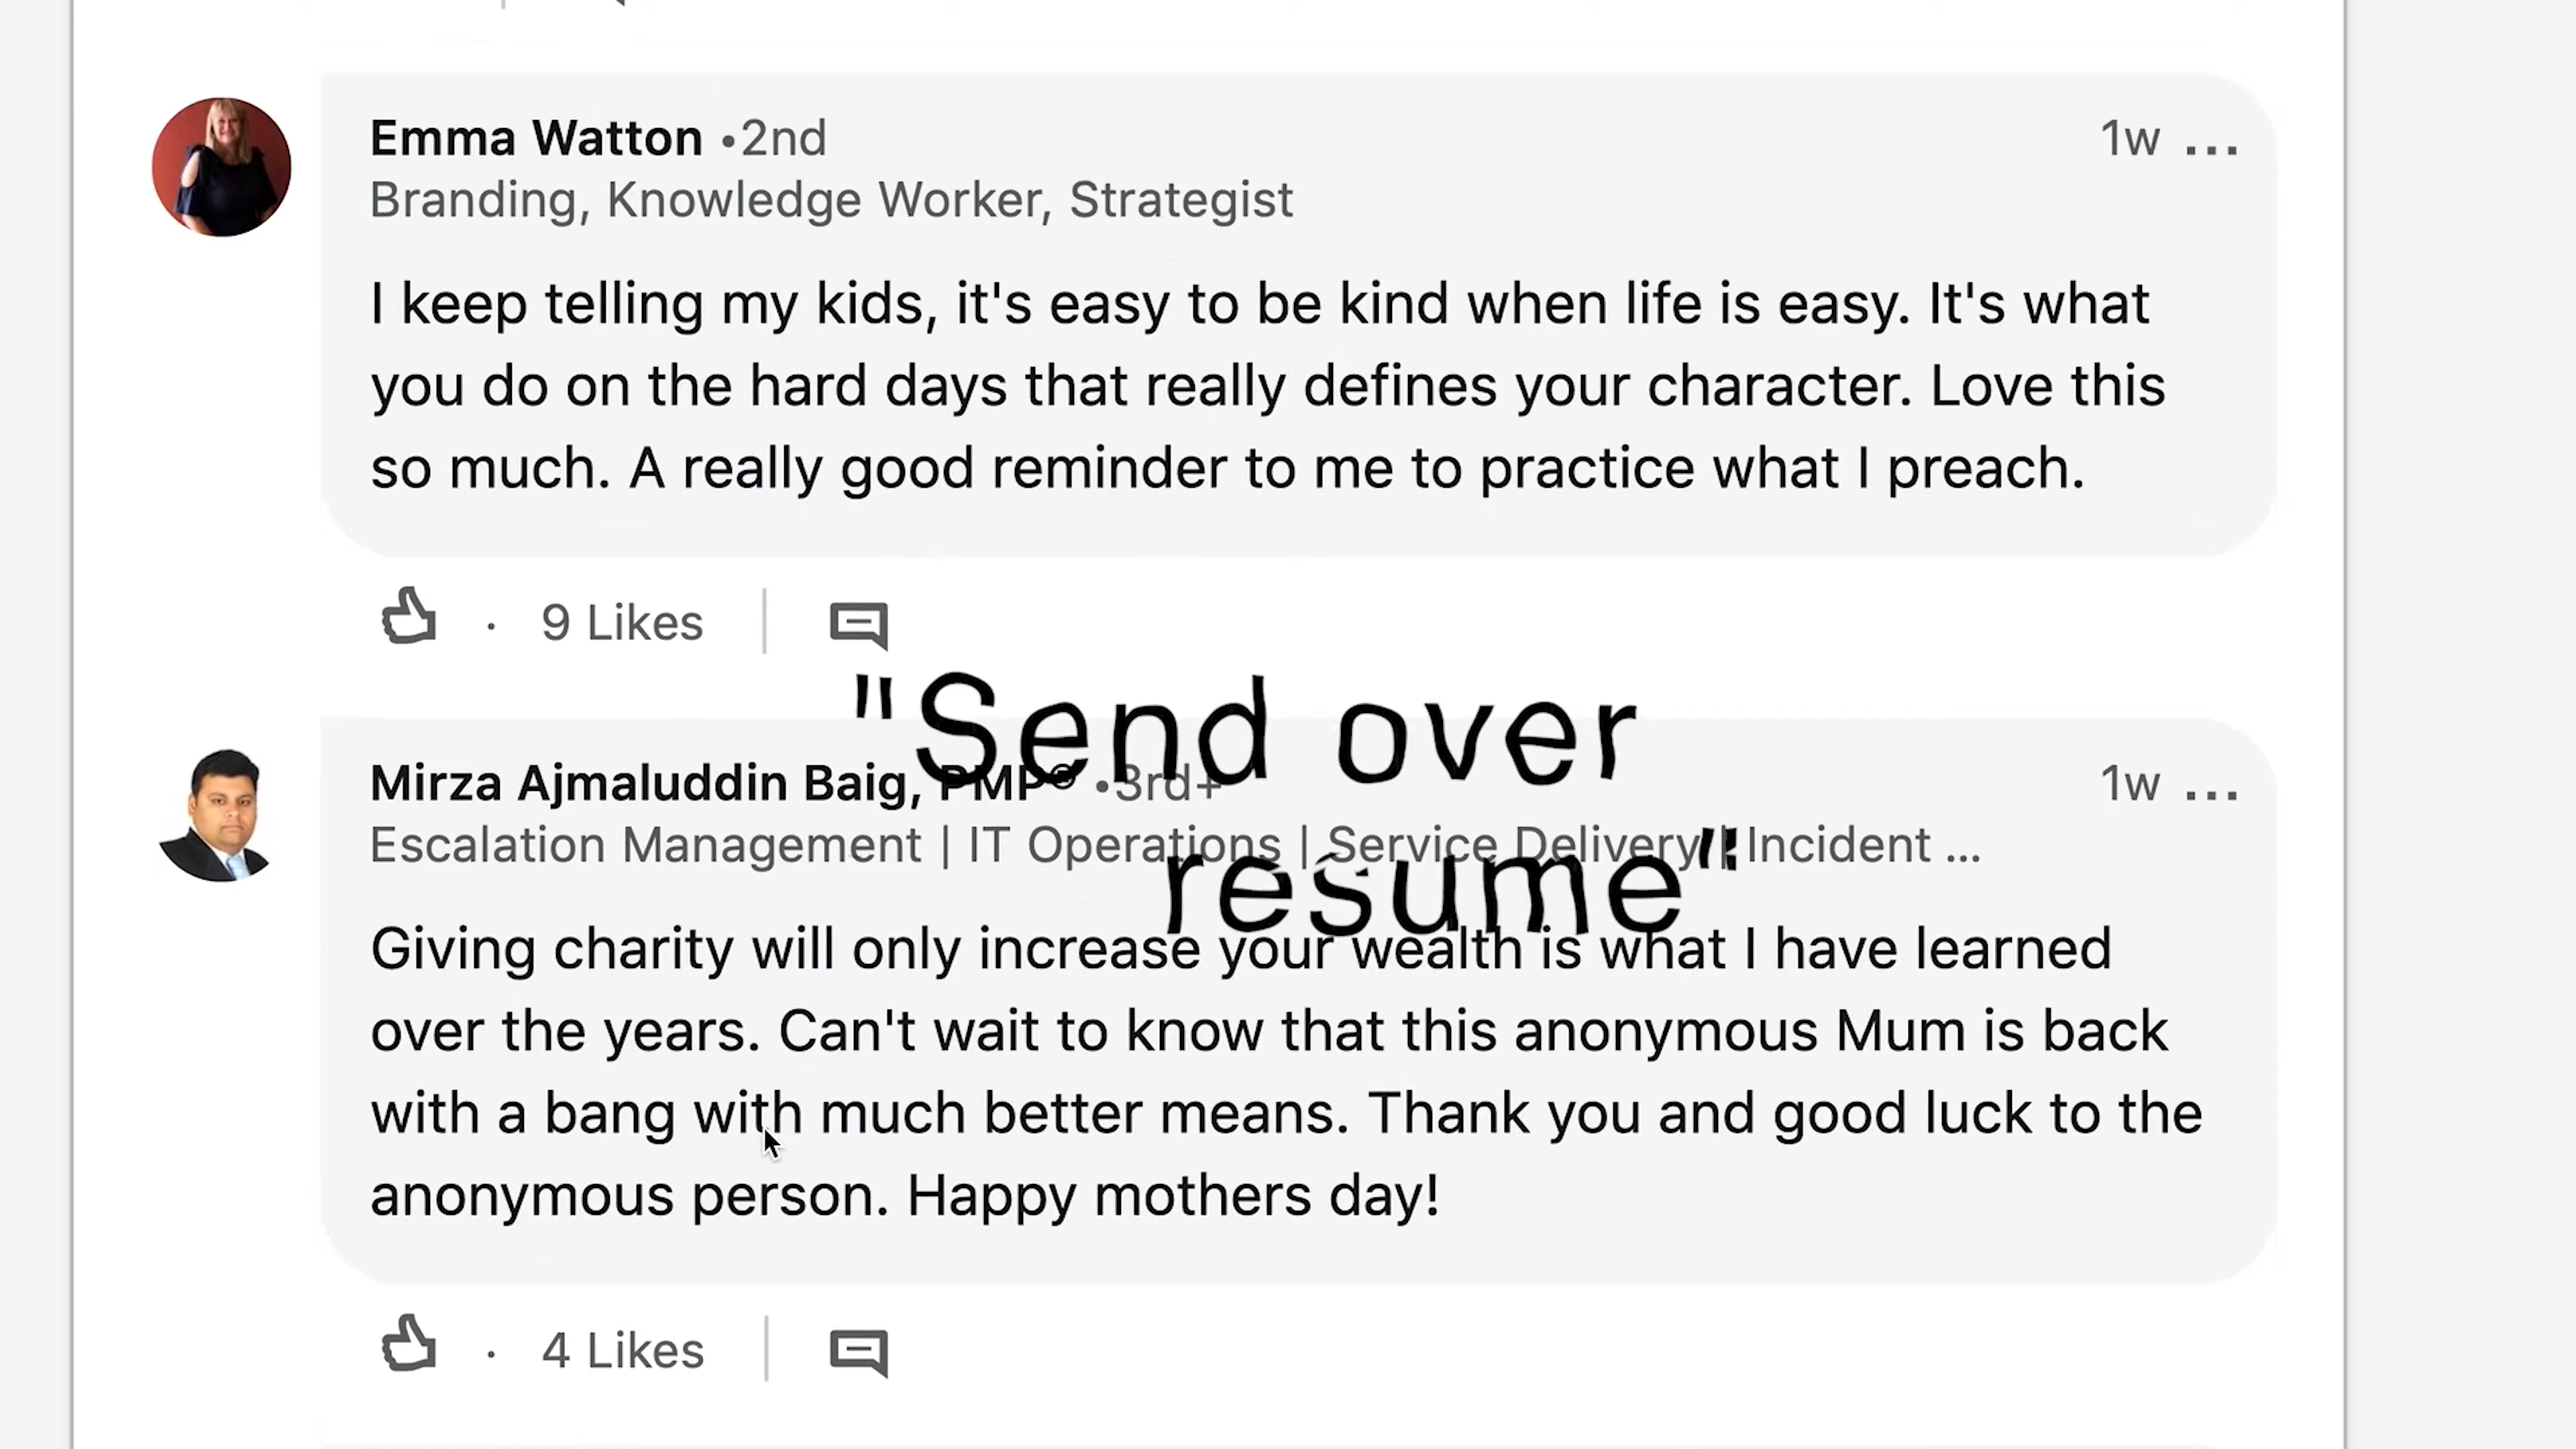 Emma Watton •2nd
1w ...
Branding, Knowledge Worker, Strategist
I keep telling my kids, it's easy to be kind when life is easy. It's what
you do on the hard days that really defines your character. Love this
so much. A really good reminder to me to practice what I preach.
· 9 Likes
"Send over
resume"
Mirza Ajmaluddin Baig, PMP® •3rd+
1w ...
Escalation Management | IT Operations | Service Delivery | Incident ...
Giving charity will only increase your wealth is what I have learned
over the years. Can't wait to know that this anonymous Mum is back
with a bang with much better means. Thank you and good luck to the
anonymous person. Happy mothers day!
· 4 Likes